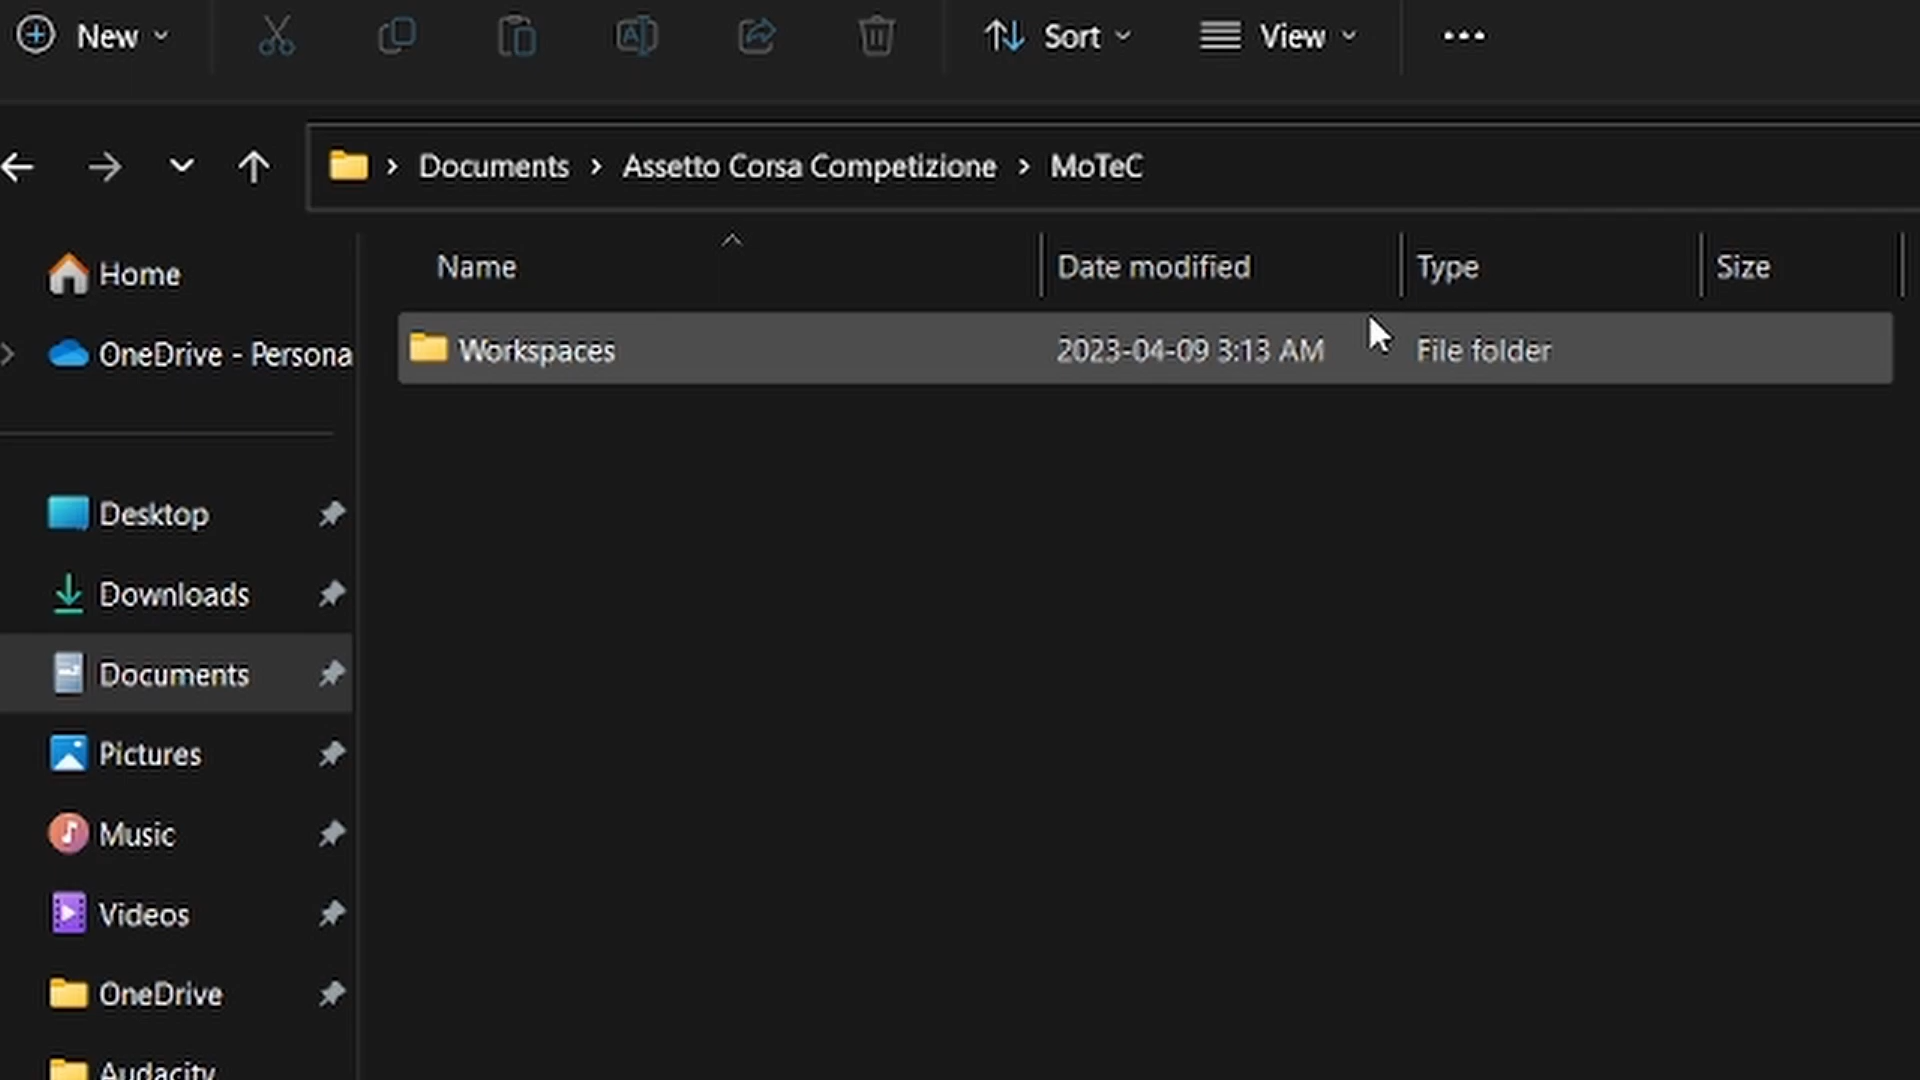 New
Sort
View
Documents > Assetto Corsa Competizione > MoTeC
Name
Date modified
Type
Size
Workspaces
2023-04-09 3:13 AM
File folder
Home
OneDrive - Persona
Desktop
Downloads
Documents
Pictures
Music
Videos
OneDrive
Audacity